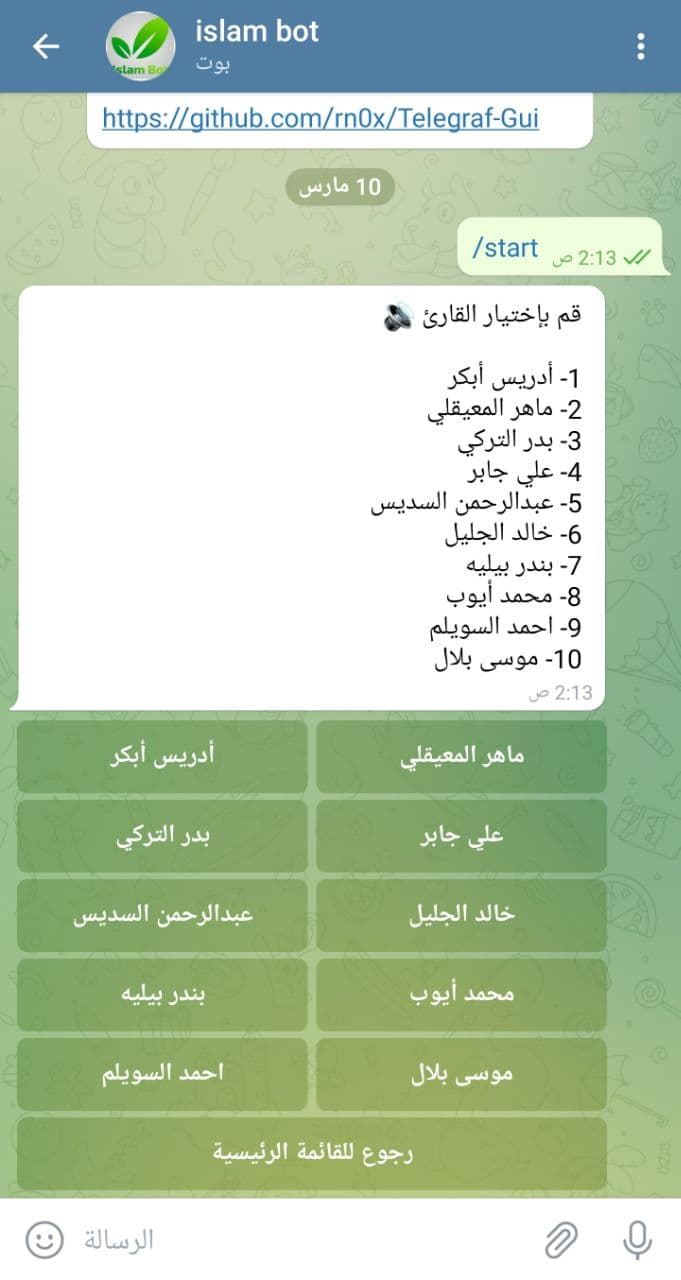 islam bot
بوت
slam Bo
https://github.com/rn0x/Telegraf-Gui
10 مارس
/start
2:13 ص
قم بإختيار القارئ 🔊
1- أدريس أبكر
2- ماهر المعيقلي
3- بدر التركي
4- علي جابر
5- عبدالرحمن السديس
6- خالد الجليل
7- بندر بيليه
8- محمد أيوب
9- احمد السويلم
10- موسى بلال
2:13 ص
أدريس أبكر
ماهر المعيقلي
بدر التركي
علي جابر
عبدالرحمن السديس
خالد الجليل
بندر بيليه
محمد أيوب
احمد السويلم
موسى بلال
رجوع للقائمة الرئيسية
الرسالة